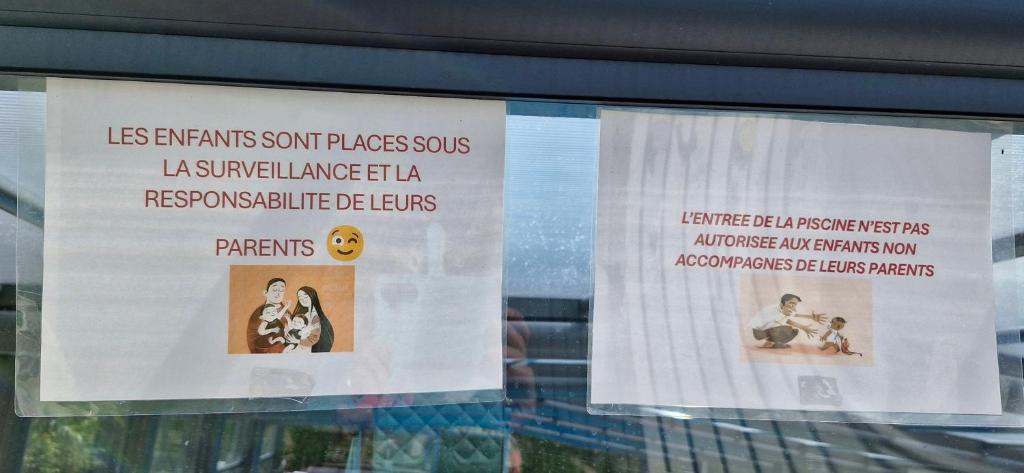 LES ENFANTS SONT PLACES SOUS
LA SURVEILLANCE ET LA
RESPONSABILITE DE LEURS
PARENTS 😉
L'ENTREE DE LA PISCINE N'EST PAS
AUTORISEE AUX ENFANTS NON
ACCOMPAGNES DE LEURS PARENTS